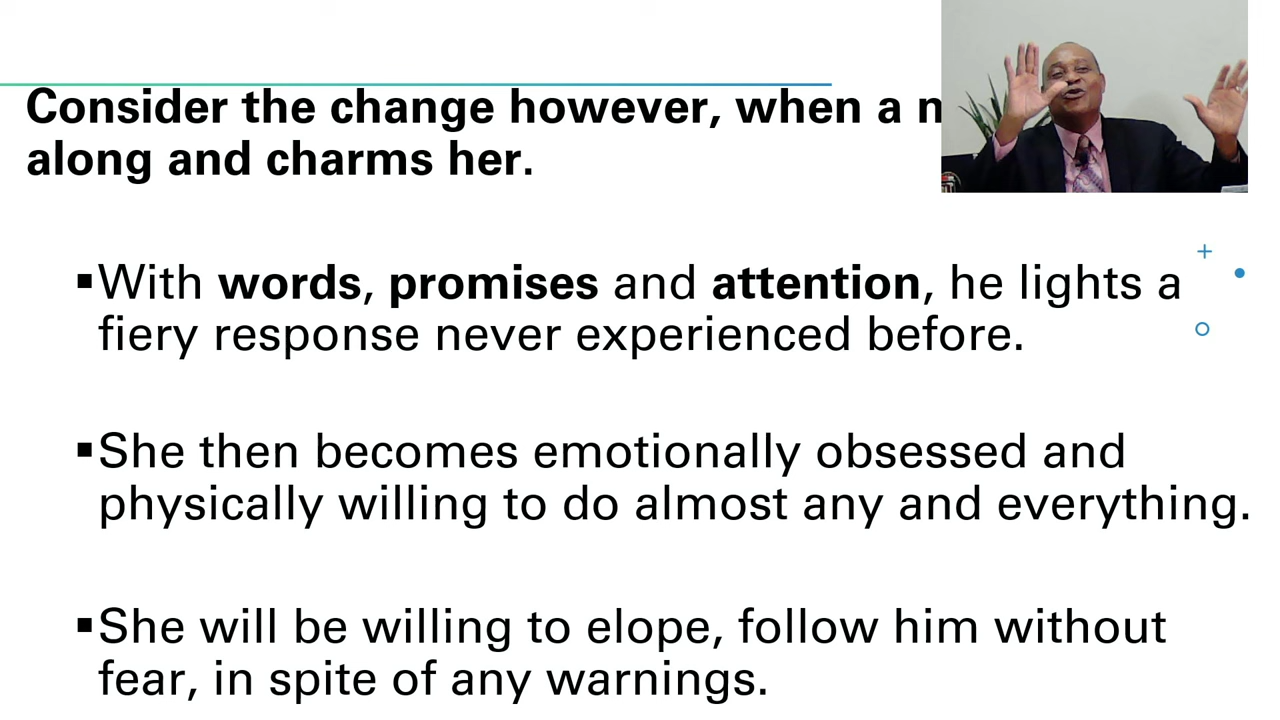 Consider the change however, when a
along and charms her.
▪With words, promises and attention, he lights a
fiery response never experienced before.
▪She then becomes emotionally obsessed and
physically willing to do almost any and everything.
▪She will be willing to elope, follow him without
fear, in spite of any warnings.